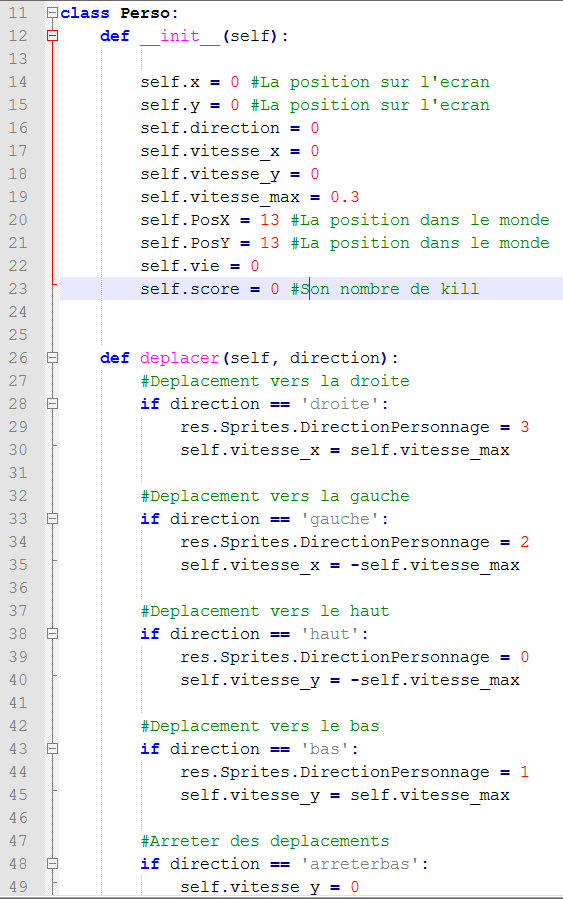 11 class Perso:
12 def __init__(self):
13
14 self.x = 0 #La position sur l'ecran
15 self.y = 0 #La position sur l'ecran
16 self.direction = 0
17 self.vitesse_x = 0
18 self.vitesse_y = 0
19 self.vitesse_max = 0.3
20 self.PosX = 13 #La position dans le monde
21 self.PosY = 13 #La position dans le monde
22 self.vie = 0
23 self.score = 0 #Son nombre de kill
24
25
26 def deplacer(self, direction):
27 #Deplacement vers la droite
28 if direction == 'droite':
29 res.Sprites.DirectionPersonnage = 3
30 self.vitesse_x = self.vitesse_max
31
32 #Deplacement vers la gauche
33 if direction == 'gauche':
34 res.Sprites.DirectionPersonnage = 2
35 self.vitesse_x = -self.vitesse_max
36
37 #Deplacement vers le haut
38 if direction == 'haut':
39 res.Sprites.DirectionPersonnage = 0
40 self.vitesse_y = -self.vitesse_max
41
42 #Deplacement vers le bas
43 if direction == 'bas':
44 res.Sprites.DirectionPersonnage = 1
45 self.vitesse_y = self.vitesse_max
46
47 #Arreter des deplacements
48 if direction == 'arreterbas':
49 self.vitesse_y = 0